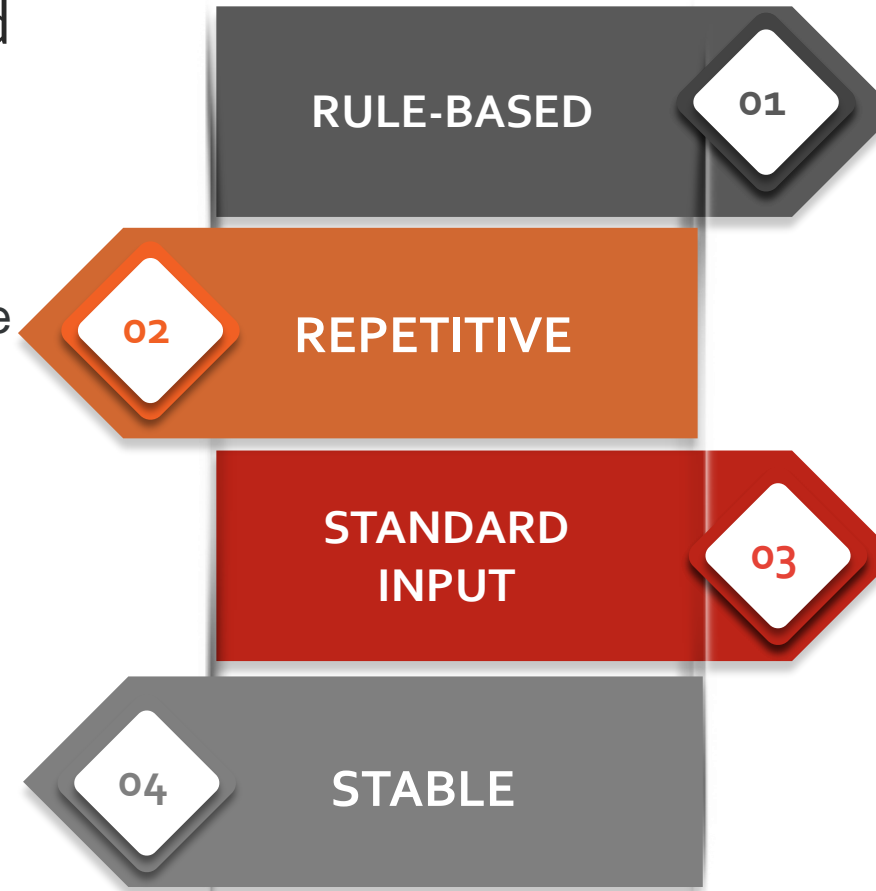 RULE-BASED
01
02
REPETITIVE
STANDARD
INPUT
03
04
STABLE